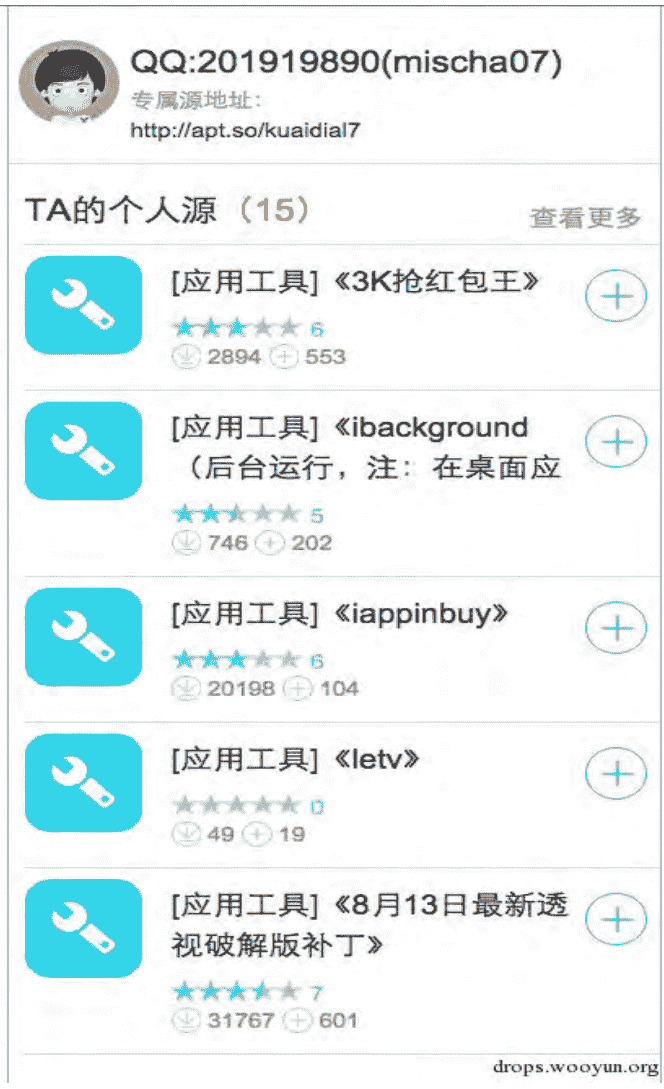 QQ:201919890(mischa07)
专属源地址：
http://apt.so/kuaidial7
TA的个人源（15）
查看更多
[应用工具]《3K抢红包王》
6
2894 553
[应用工具]《ibackground
（后台运行，注：在桌面应
5
746 202
[应用工具]《iappinbuy》
6
20198 104
[应用工具]《letv》
0
49 19
[应用工具]《8月13日最新透
视破解版补丁》
7
31767 601
drops.wooyun.org